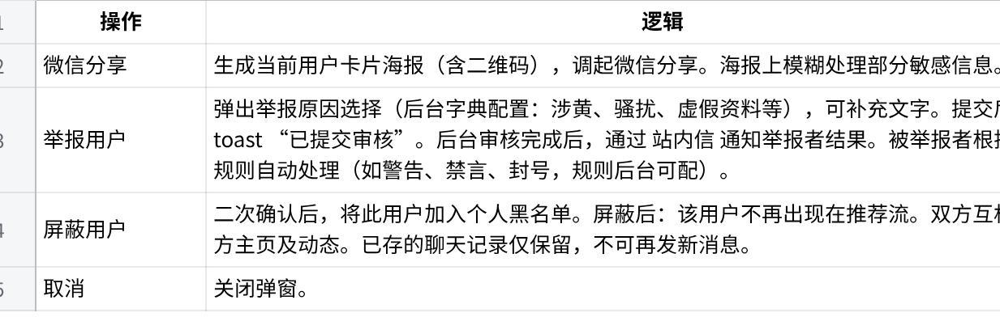 操作 逻辑
2 微信分享 生成当前用户卡片海报（含二维码），调起微信分享。海报上模糊处理部分敏感信息。
弹出举报原因选择（后台字典配置：涉黄、骚扰、虚假资料等），可补充文字。提交
举报用户 toast “已提交审核”。后台审核完成后，通过 站内信 通知举报者结果。被举报者根
规则自动处理（如警告、禁言、封号，规则后台可配）。
二次确认后，将此用户加入个人黑名单。屏蔽后：该用户不再出现在推荐流。双方互
屏蔽用户
方主页及动态。已存的聊天记录仅保留，不可再发新消息。
取消 关闭弹窗。